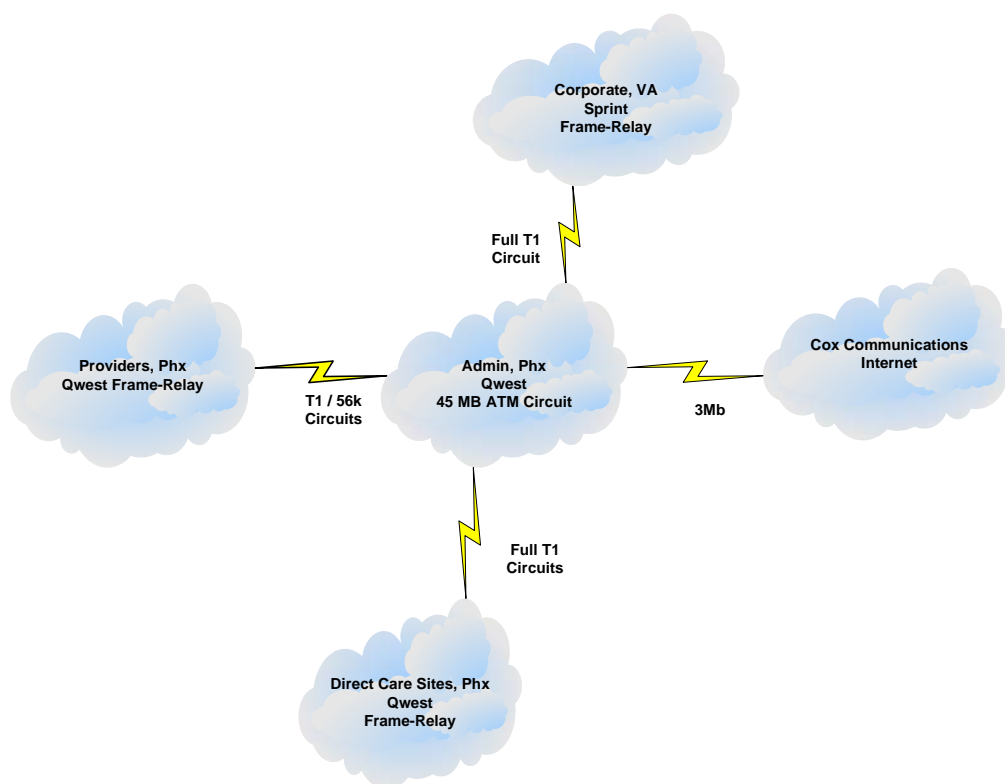 Corporate, VA
Sprint
Frame-Relay
Full T1
Circuit
Providers, Phx
Qwest Frame-Relay
T1 / 56k
Circuits
Admin, Phx
Qwest
45 MB ATM Circuit
3Mb
Cox Communications
Internet
Full T1
Circuits
Direct Care Sites, Phx
Qwest
Frame-Relay